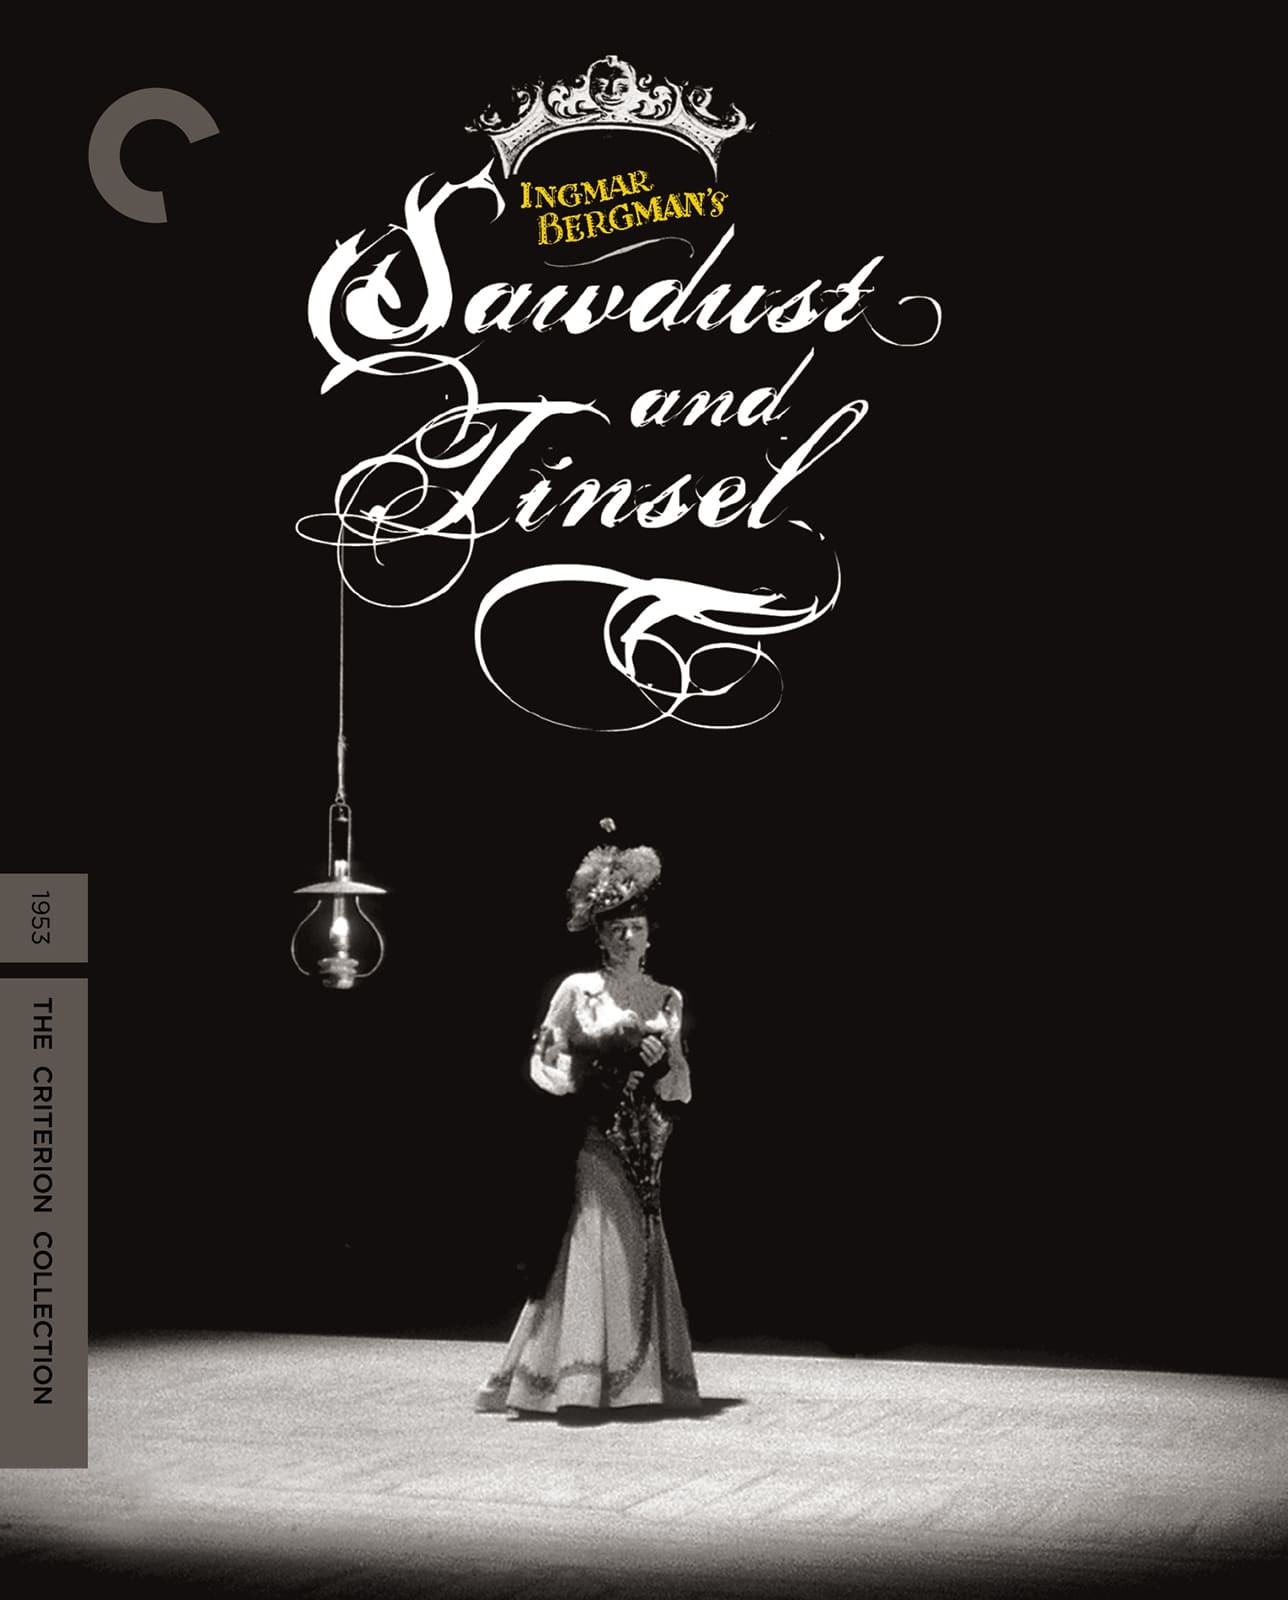 INGMAR
BERGMAN'S
Sawdust
and
Tinsel
1953
THE CRITERION COLLECTION